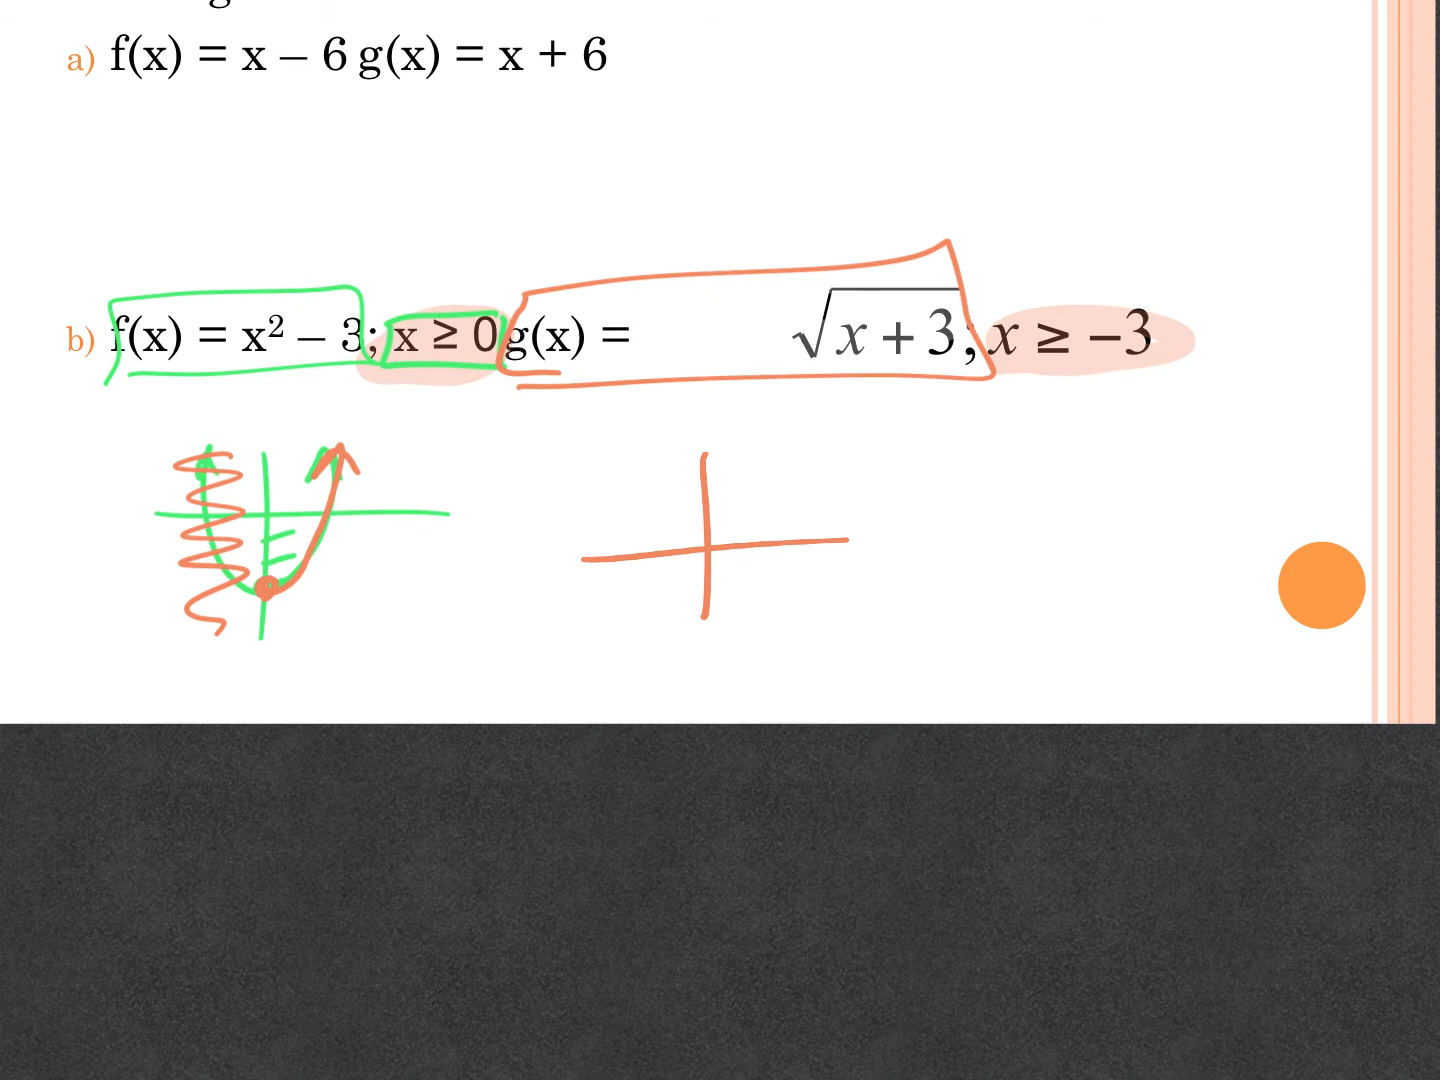 a) f(x) = x – 6 g(x) = x + 6
b) f(x) = x² – 3; x ≥ 0 g(x) = √x + 3; x ≥ −3